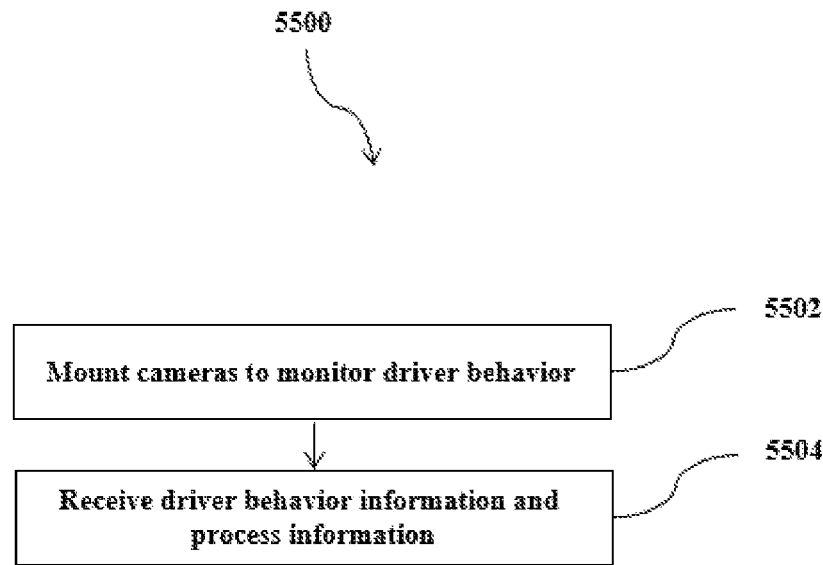 5500
5502
Mount cameras to monitor driver behavior
5504
Receive driver behavior information and
process information